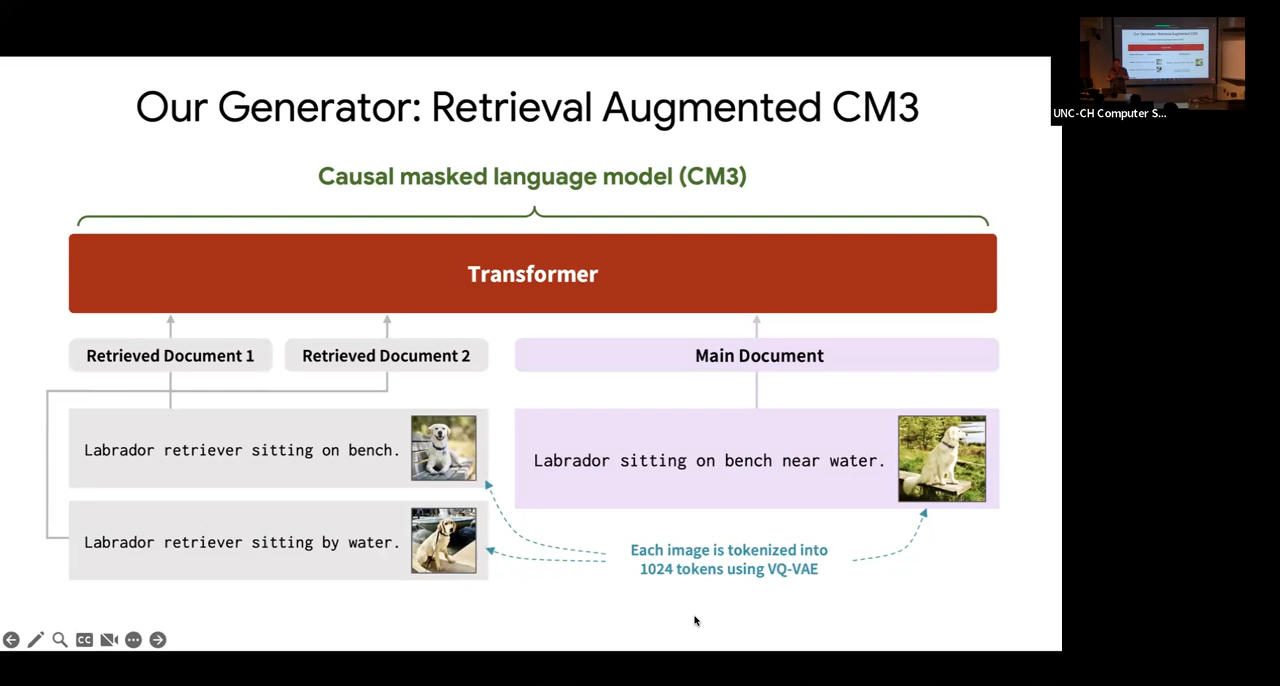 Our Generator: Retrieval Augmented CM3
UNC-CH Computer S...
Causal masked language model (CM3)
Transformer
Retrieved Document 1
Retrieved Document 2
Main Document
Labrador retriever sitting on bench.
Labrador sitting on bench near water.
Labrador retriever sitting by water.
Each image is tokenized into
1024 tokens using VQ-VAE
CC